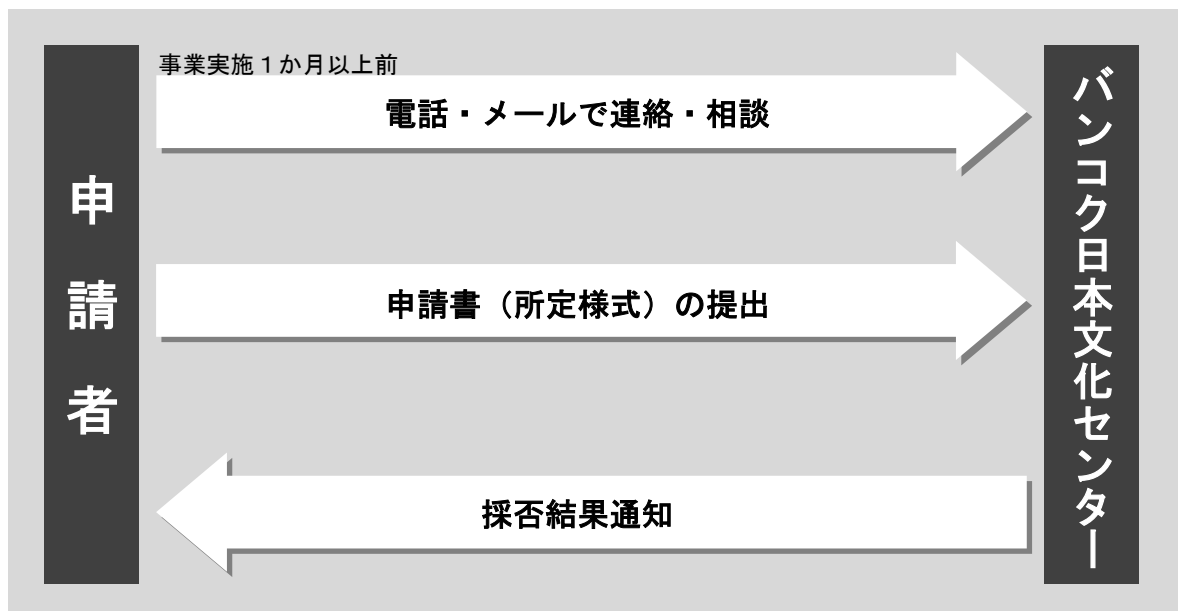 事業実施１か月以上前
電話・メールで連絡・相談
申請者
申請書（所定様式）の提出
採否結果通知
バンコク日本文化センター